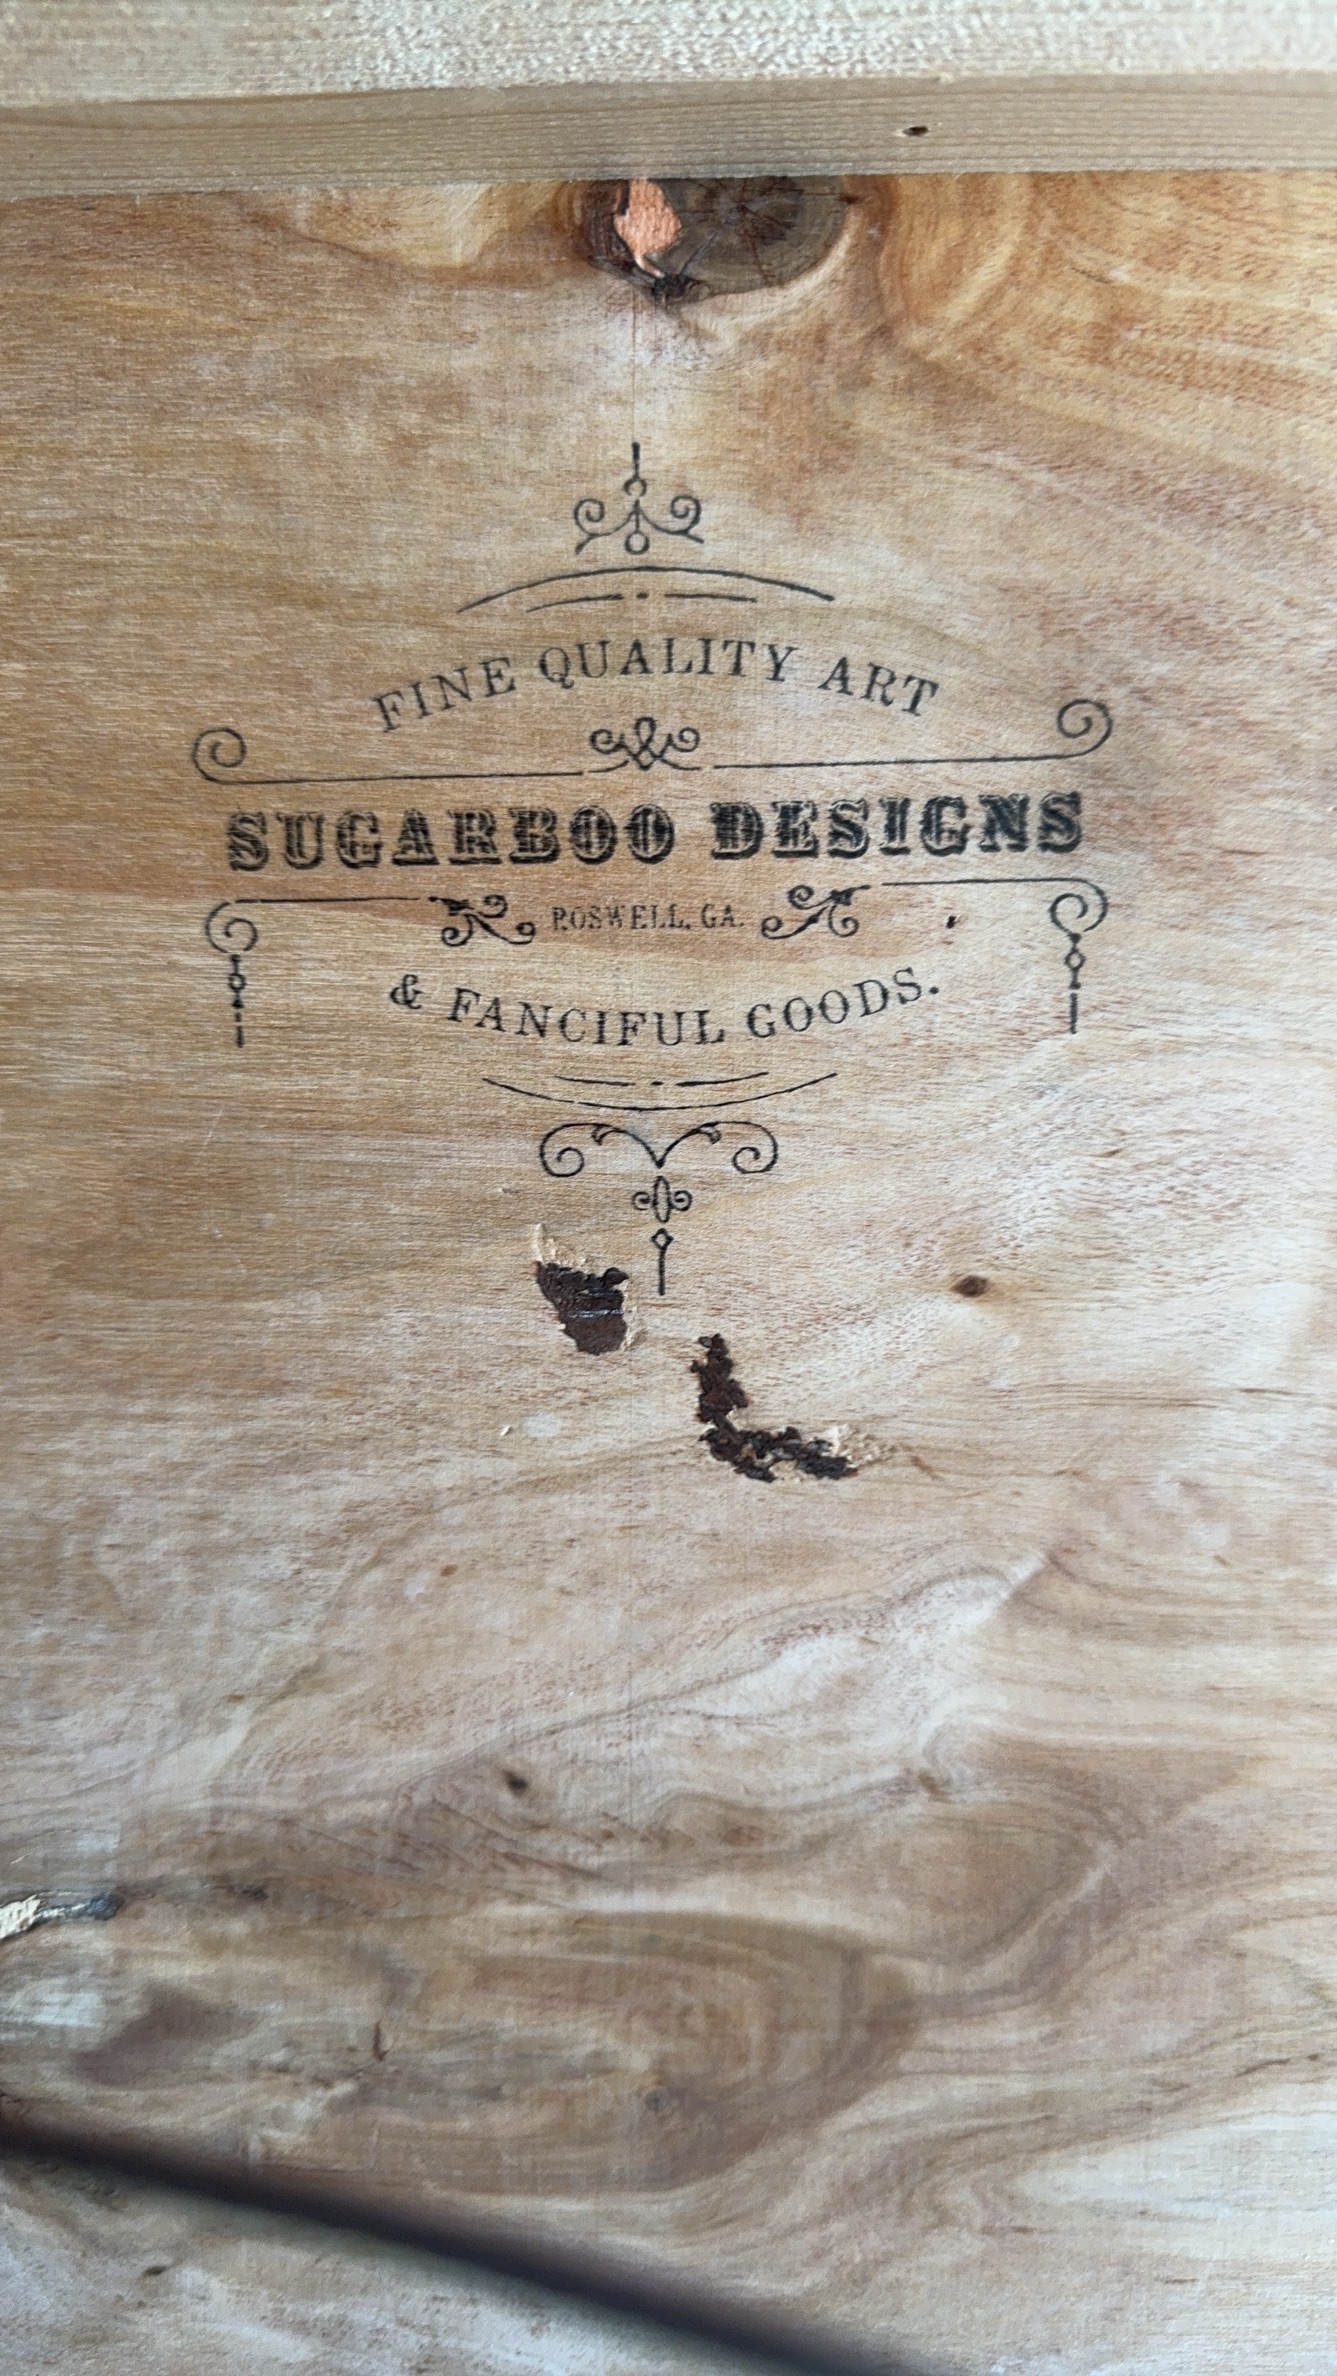 FINE QUALITY ART
SUGARBOO DESIGNS
ROSWELL, GA.
& FANCIFUL GOODS.